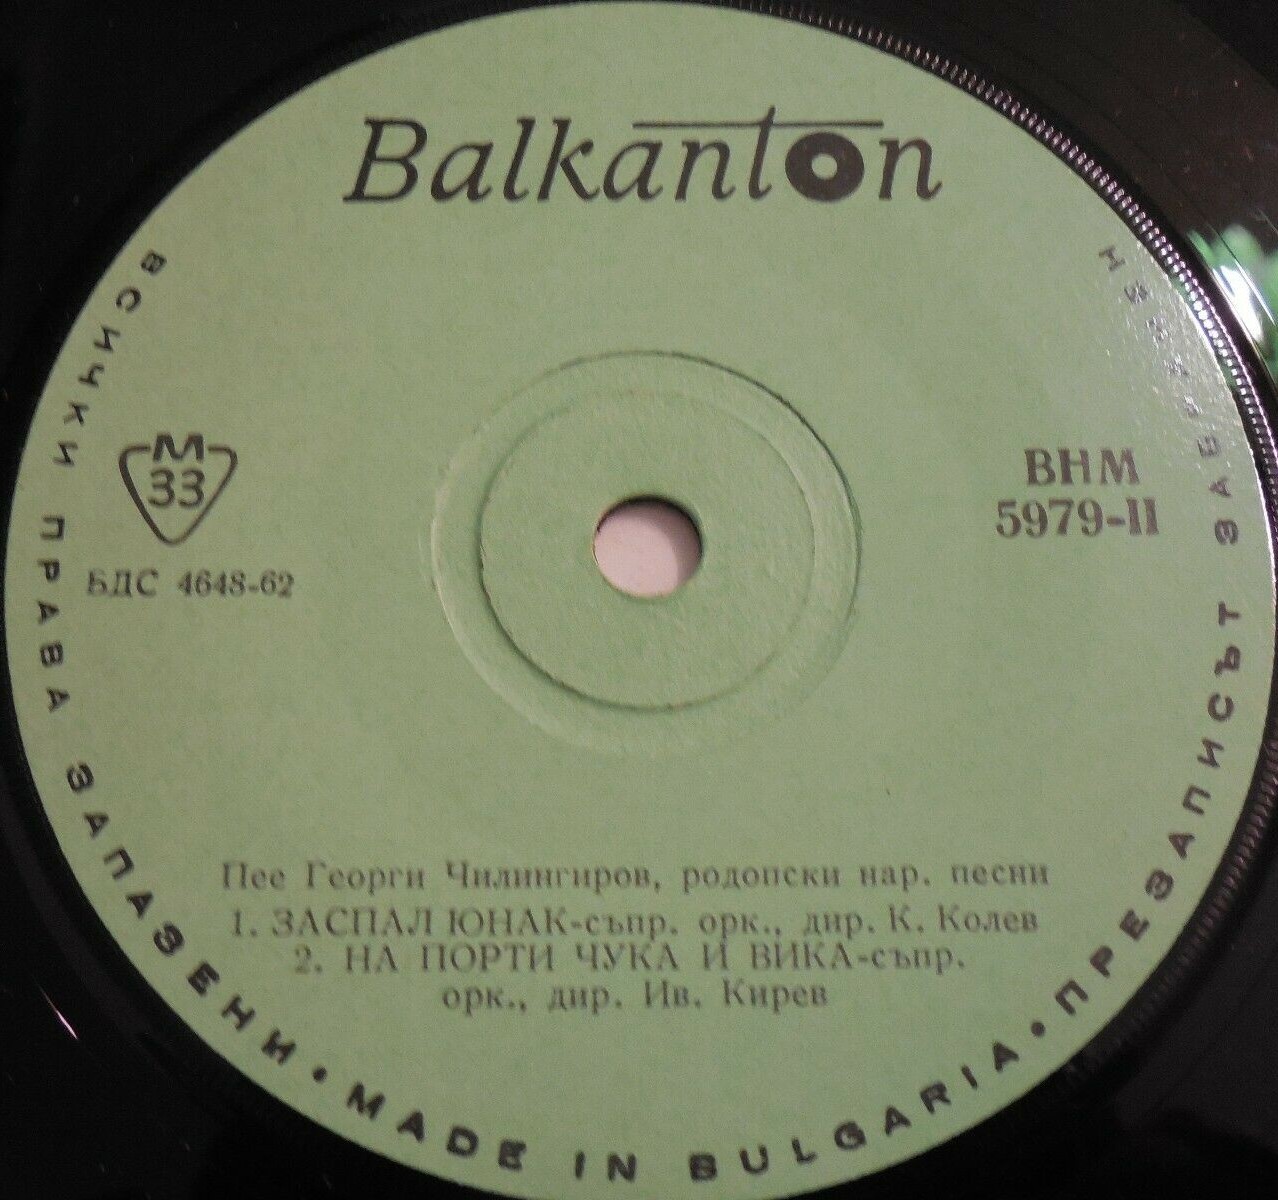 Balkanton
ВСИЧКИ ПРАВА ЗАПАЗЕНИ • MADE IN BULGARIA • ПРЕЗАПИСЪТ ЗАБРАНЕН
М
33
БДС 4648-62
ВНМ
5979-II
Пее Георги Чилингиров, родопски нар. песни
1. ЗАСПАЛ ЮНАК-съпр. орк., дир. К. Колев
2. НА ПОРТИ ЧУКА И ВИКА-съпр.
орк., дир. Ив. Кирев